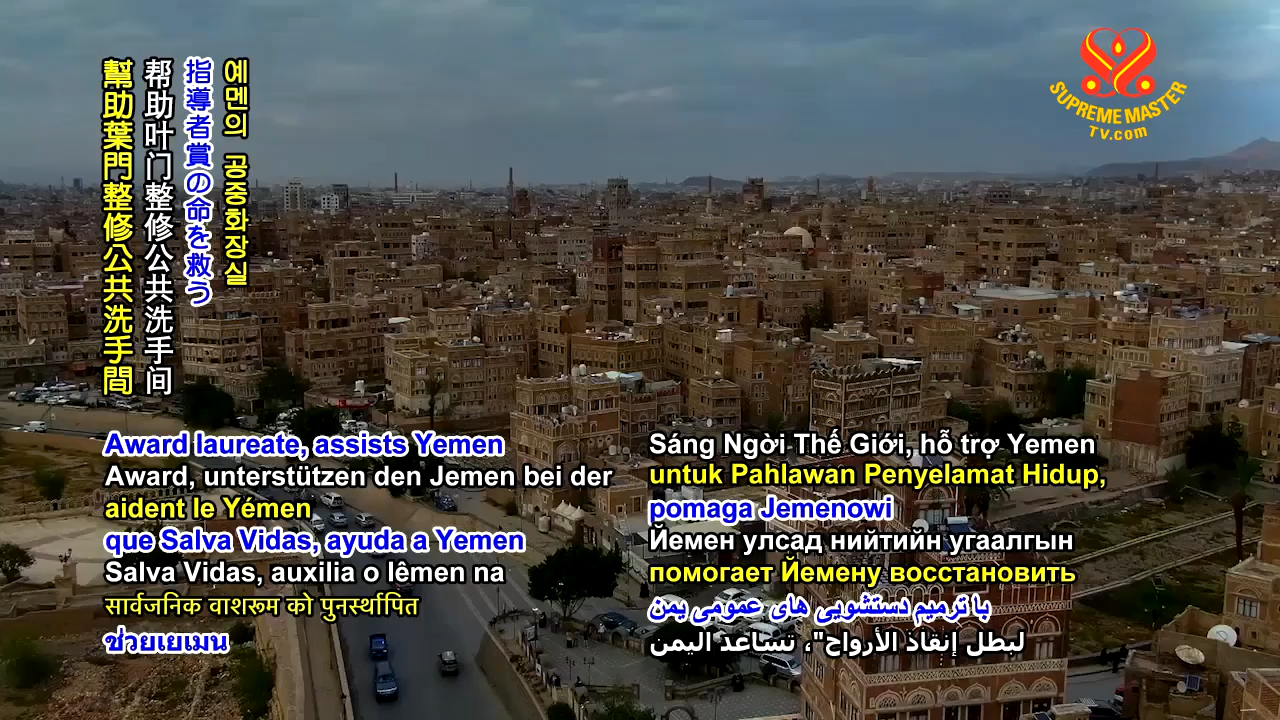 SUPREME MASTER
TV.com
예멘의 공중화장실
指導者賞の命を救う
帮助叶门整修公共洗手间
幫助葉門整修公共洗手間
Award laureate, assists Yemen
Award, unterstützen den Jemen bei der
aident le Yémen
que Salva Vidas, ayuda a Yemen
Salva Vidas, auxilia o Iêmen na
सार्वजनिक वाशरूम को पुनर्स्थापित
ช่วยเยเมน
Sáng Ngời Thế Giới, hỗ trợ Yemen
untuk Pahlawan Penyelamat Hidup,
pomaga Jemenowi
Йемен улсад нийтийн угаалгын
помогает Йемену восстановить
با ترمیم دستشویی های عمومی یمن
لبطل إنقاذ الأرواح"، تساعد اليمن